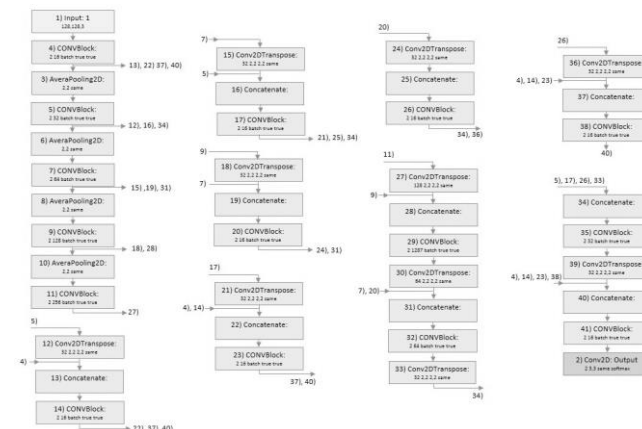 1) Input: 1
128,128,3
4) CONVBlock:
2 16 batch true true
13), 22) 37), 40)
3) AveraPooling2D:
2,2 same
5) CONVBlock:
2 32 batch true true
12), 16), 34)
6) AveraPooling2D:
2,2 same
7) CONVBlock:
2 64 batch true true
15) ,19), 31)
8) AveraPooling2D:
2,2 same
9) CONVBlock:
2 128 batch true true
18), 28)
10) AveraPooling2D:
2,2 same
11) CONVBlock:
2 256 batch true true
27)
5)
12) Conv2DTranspose:
32 2,2 2,2 same
4)
13) Concatenate:
14) CONVBlock:
2 16 batch true true
22), 37), 40)
7)
15) Conv2DTranspose:
32 2,2 2,2 same
5)
16) Concatenate:
17) CONVBlock:
2 16 batch true true
21), 25), 34)
9)
18) Conv2DTranspose:
32 2,2 2,2 same
7)
19) Concatenate:
20) CONVBlock:
2 16 batch true true
24), 31)
17)
21) Conv2DTranspose:
32 2,2 2,2 same
4), 14)
22) Concatenate:
23) CONVBlock:
2 16 batch true true
37), 40)
20)
24) Conv2DTranspose:
32 2,2 2,2 same
25) Concatenate:
26) CONVBlock:
2 16 batch true true
34), 36)
11)
27) Conv2DTranspose:
128 2,2 2,2 same
9)
28) Concatenate:
29) CONVBlock:
2 1287 batch true true
30) Conv2DTranspose:
64 2,2 2,2 same
7), 20)
31) Concatenate:
32) CONVBlock:
2 64 batch true true
33) Conv2DTranspose:
32 2,2 2,2 same
34)
26)
36) Conv2DTranspose
32 2,2 2,2 same
4), 14), 23)
37) Concatenate:
38) CONVBlock:
2 16 batch true true
40)
5), 17), 26), 33)
34) Concatenate:
35) CONVBlock:
2 32 batch true true
39) Conv2DTranspose
32 2,2 2,2 same
4), 14), 23), 38)
40) Concatenate:
41) CONVBlock:
2 16 batch true true
2) Conv2D: Output
2 3,3 same softmax